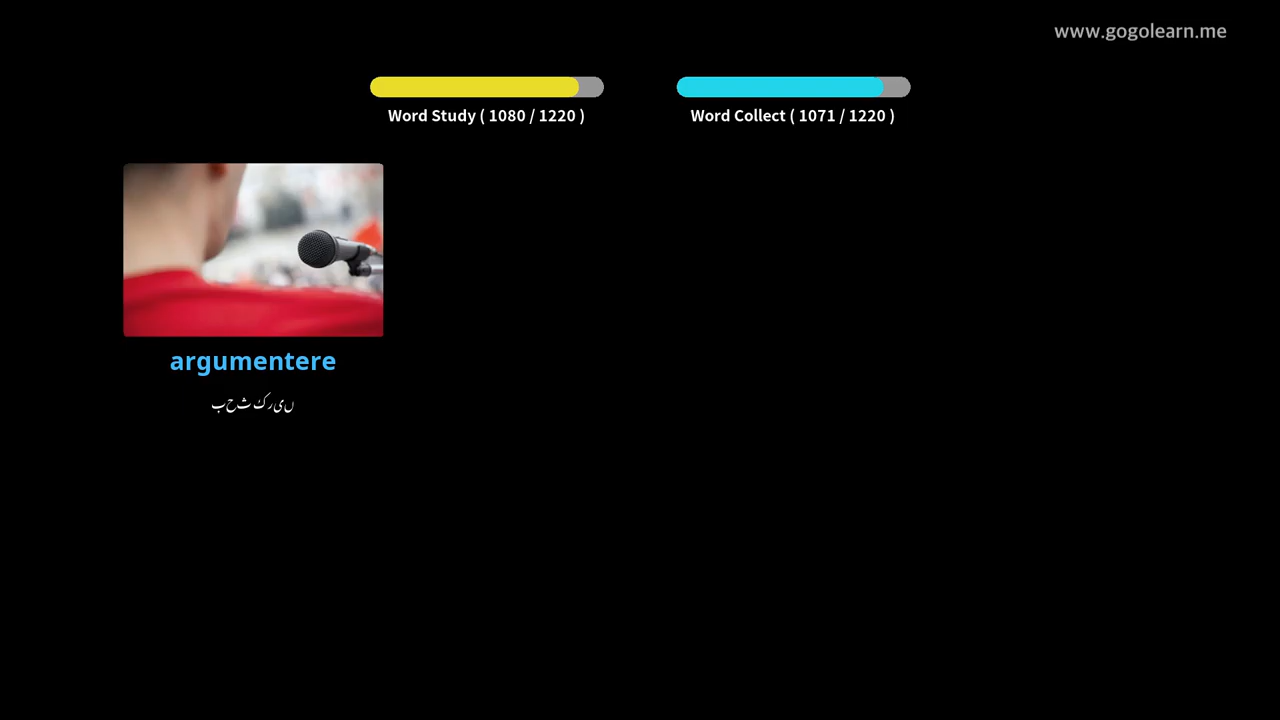 www.gogolearn.me
Word Study ( 1080 / 1220 )
Word Collect ( 1071 / 1220 )
argumentere
بحث کریں